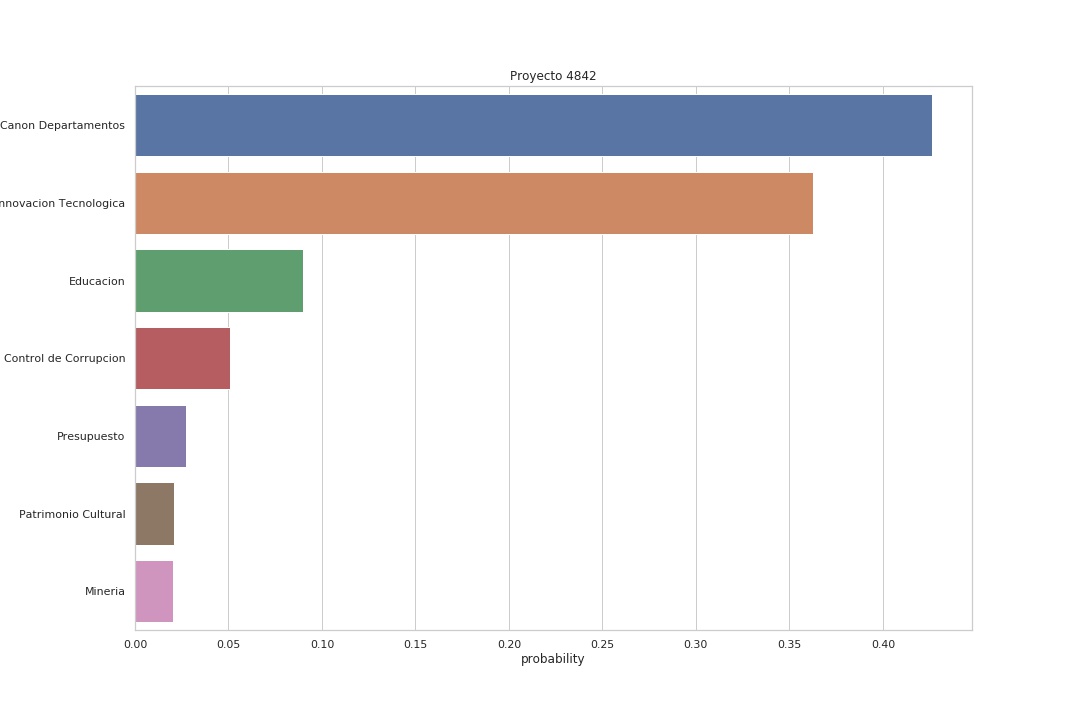 Proyecto 4842
Canon Departamentos
nnovacion Tecnologica
Educacion
Control de Corrupcion
Presupuesto
Patrimonio Cultural
Mineria
0.00 0.05 0.10 0.15 0.20 0.25 0.30 0.35 0.40
probability